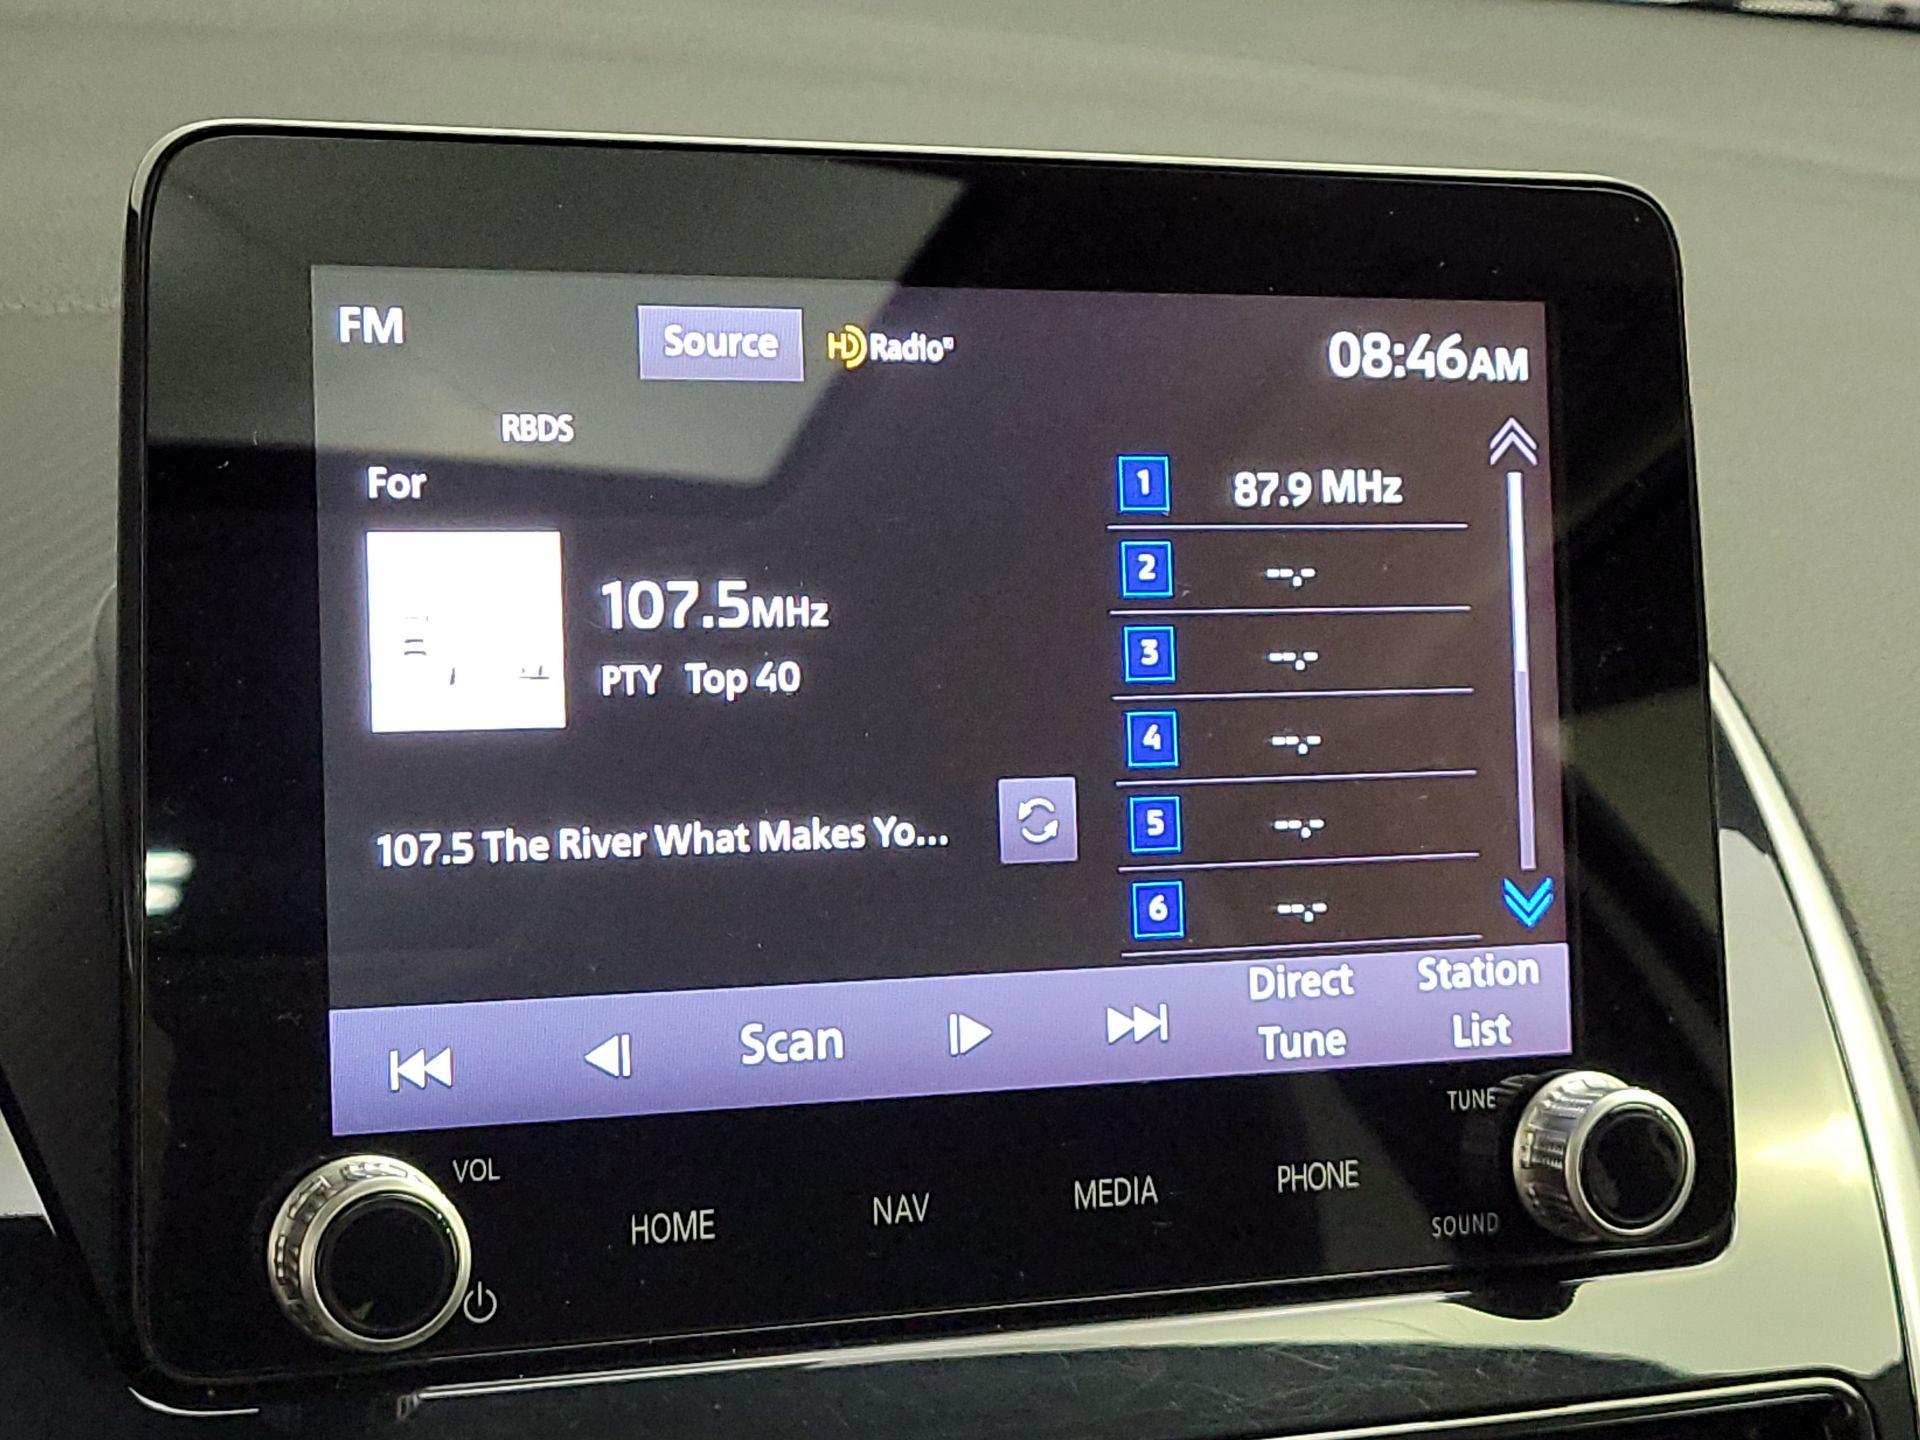 FM
Source
HD Radio
08:46AM
RBDS
For
107.5MHz
PTY Top 40
107.5 The River What Makes Yo...
1 87.9 MHz
2 --.-
3 --.-
4 --.-
5 --.-
6 --.-
Scan
Direct
Tune
Station
List
VOL
HOME
NAV
MEDIA
PHONE
TUNE
SOUND